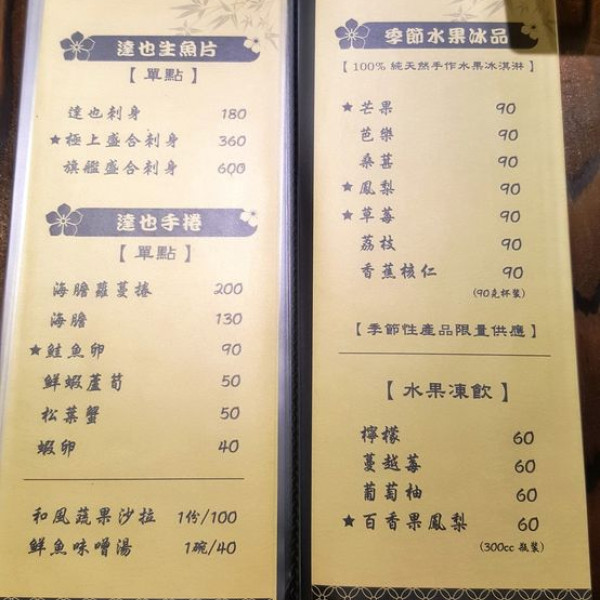 達也生魚片
【單點】
達也刺身 180
★極上盛合刺身 360
旗艦盛合刺身 600
達也手捲
【單點】
海膽蘿蔓捲 200
海膽 130
★鮭魚卵 90
鮮蝦蘆筍 50
松葉蟹 50
蝦卵 40
和風蔬果沙拉 1份/100
鮮魚味噌湯 1碗/40
季節水果冰品
【100% 純天然手作水果冰淇淋】
★芒果 90
芭樂 90
桑葚 90
★鳳梨 90
★草莓 90
荔枝 90
香蕉核仁 90
(90克杯裝)
【季節性產品限量供應】
【水果凍飲】
檸檬 60
蔓越莓 60
葡萄柚 60
★百香果鳳梨 60
(300cc 瓶裝)